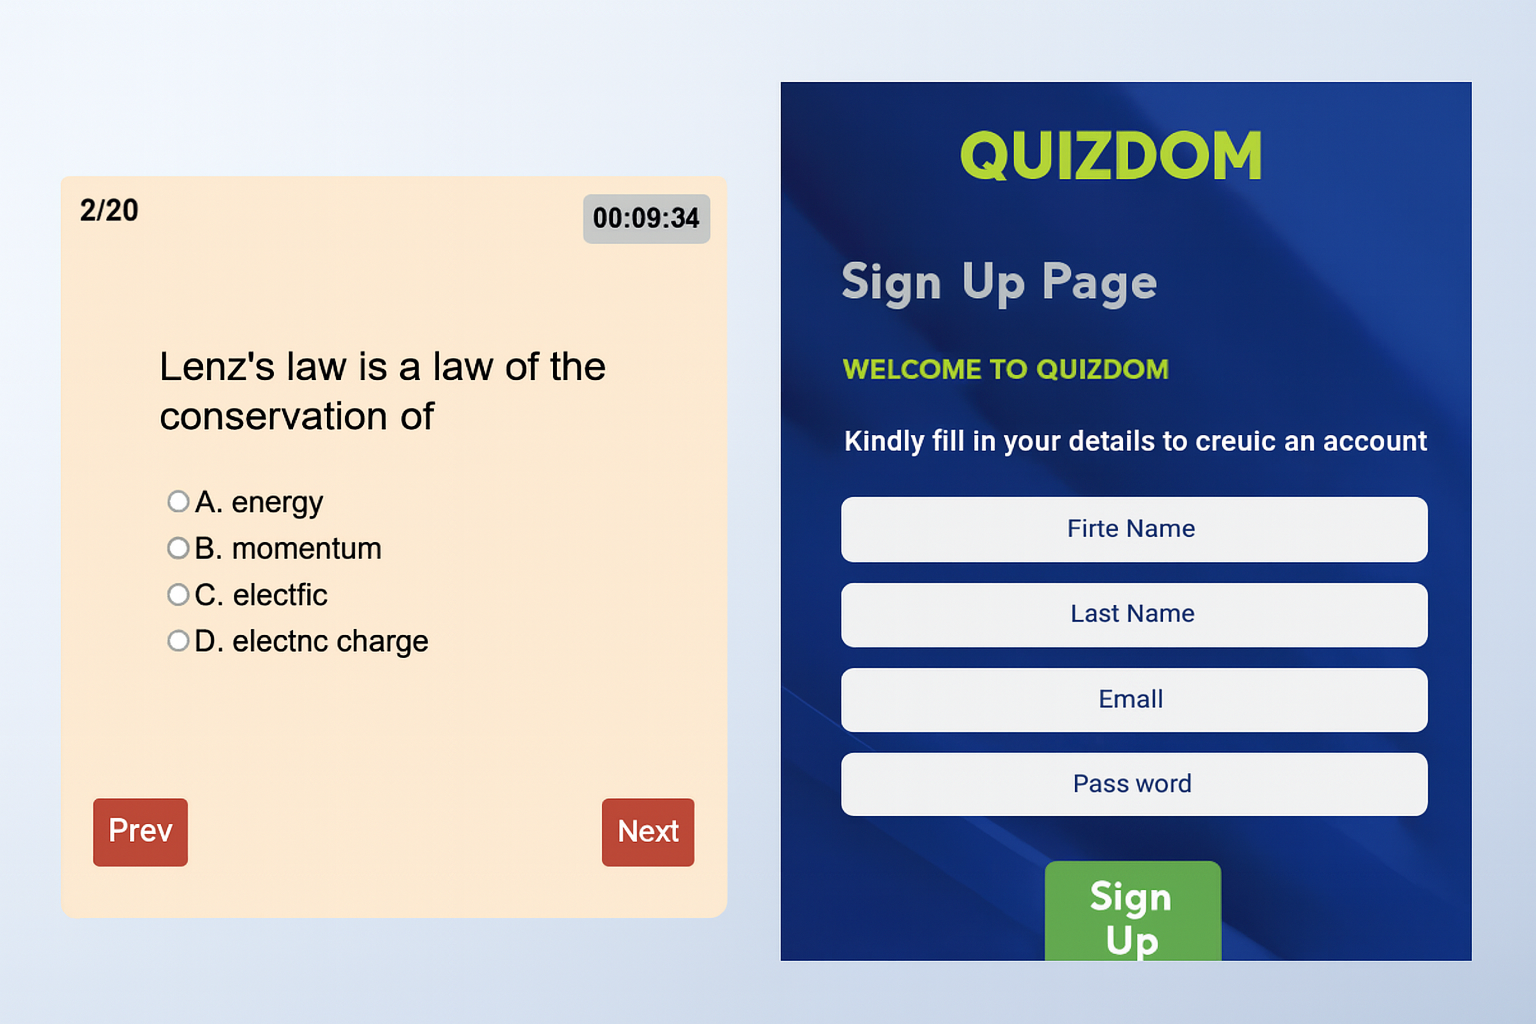 2/20
00:09:34
Lenz's law is a law of the
conservation of
A. energy
B. momentum
C. electfic
D. electnc charge
Prev
Next
QUIZDOM
Sign Up Page
WELCOME TO QUIZDOM
Kindly fill in your details to creuic an account
Firte Name
Last Name
Emall
Pass word
Sign
Up